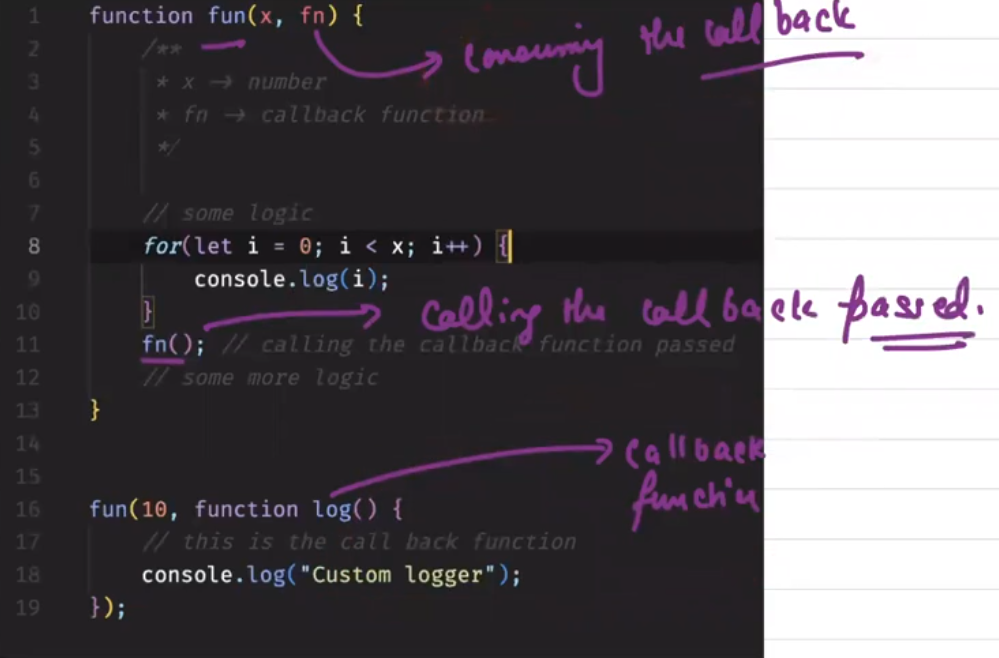 1 function fun(x, fn) {
consuming the call back
2 /**
3 * x → number
4 * fn → callback function
5 */
6
7 // some logic
8 for(let i = 0; i < x; i++) {
9 console.log(i);
10 }
calling the call back passed.
11 fn(); // calling the callback function passed
12 // some more logic
13 }
14
callback
15
function
16 fun(10, function log() {
17 // this is the call back function
18 console.log("Custom logger");
19 });